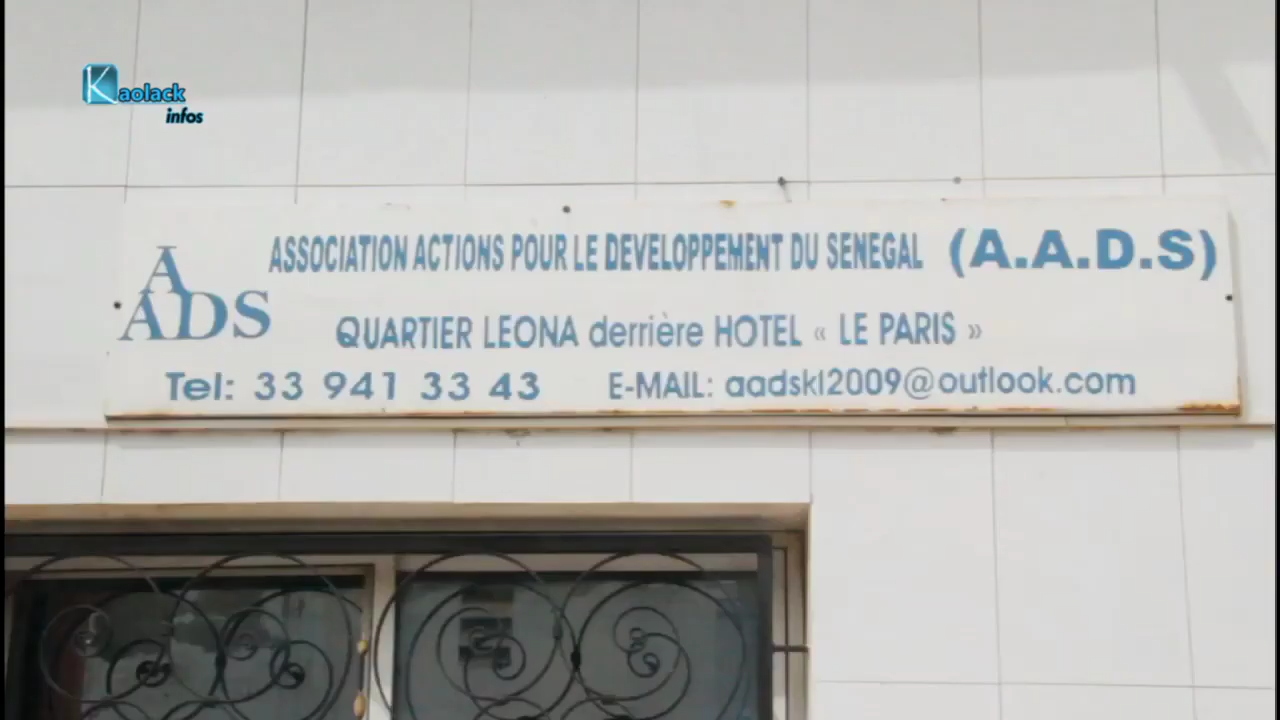 Kaolack
infos
ASSOCIATION ACTIONS POUR LE DEVELOPPEMENT DU SENEGAL (A.A.D.S)
A
ADS
QUARTIER LEONA derrière HOTEL « LE PARIS »
Tel: 33 941 33 43 E-MAIL: aadskl2009@outlook.com